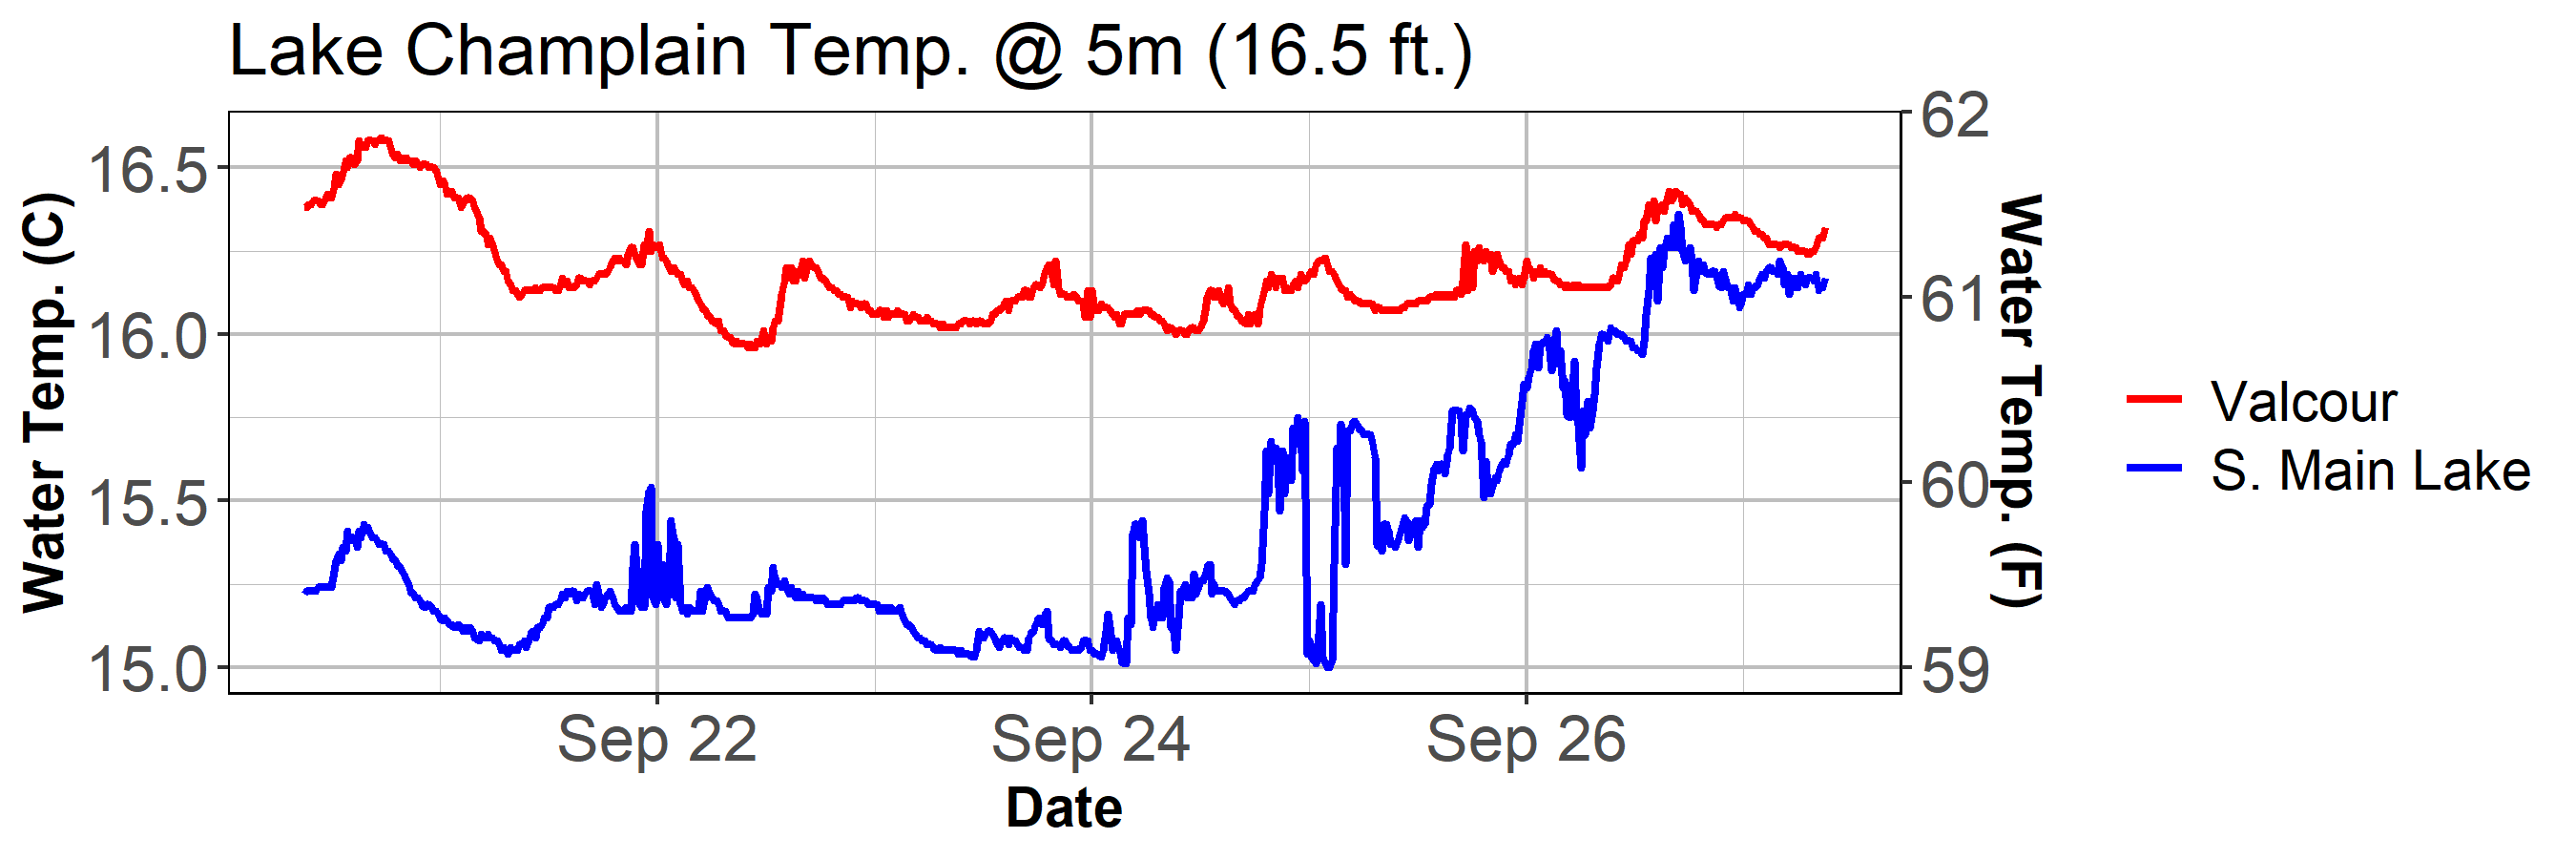 Lake Champlain Temp. @ 5m (16.5 ft.)
Water Temp. (C)
16.5
16.0
15.5
15.0
62
61
60
59
Water Temp. (F)
Sep 22
Sep 24
Sep 26
Date
Valcour
S. Main Lake